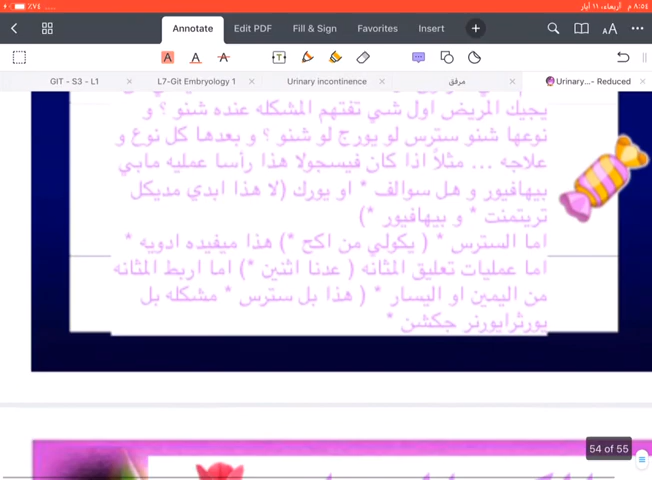 ٨:٥٤ م أربعاء، ١١ أيار
٪٧٤
Annotate
Edit PDF
Fill & Sign
Favorites
Insert
GIT - S3 - L1
L7-Git Embryology 1
Urinary incontinence
مرفق
Urinary...- Reduced
يجيك المريض اول شي تفتهم المشكله عنده شنو ؟ و
نوعها شنو سترس لو يورج لو شنو ؟ و بعدها كل نوع و
علاجه ... مثلاً اذا كان فيسجولا هذا رأسا عمليه مابي
بيهافيور و هل سوالف * او يورك (لا هذا ابدي مديكل
تريتمنت * و بيهافيور *)
اما السترس * ( يكولي من اكح *) هذا ميفيده ادويه *
اما عمليات تعليق المثانه ( عدنا اثنين *) اما اربط المثانه
من اليمين او اليسار * ( هذا بل سترس * مشكله بل
يورثرايورنر جكشن *
54 of 55